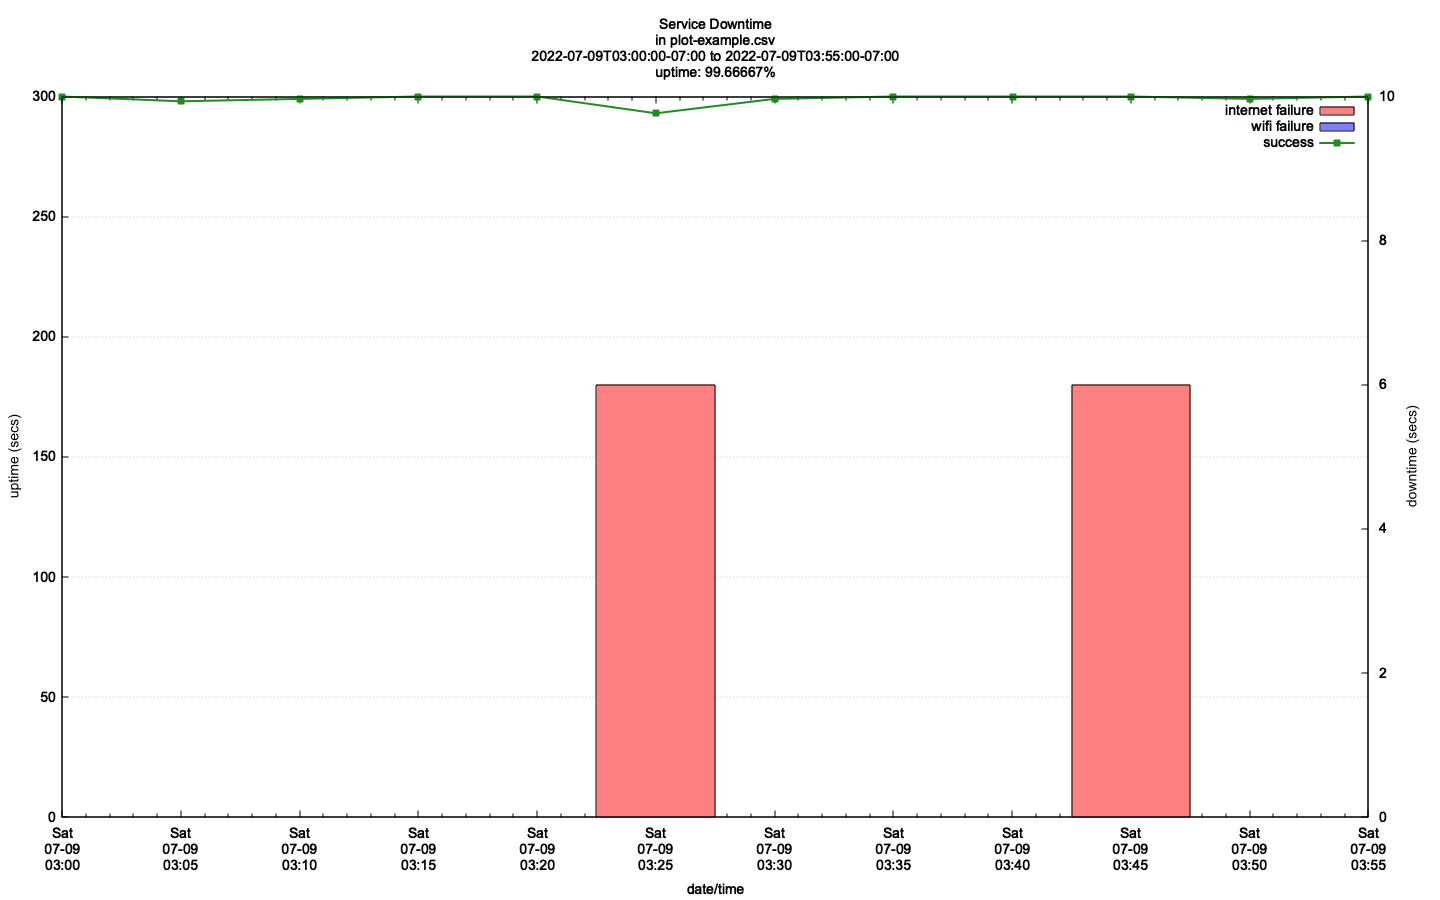 Service Downtime
in plot-example.csv
2022-07-09T03:00:00-07:00 to 2022-07-09T03:55:00-07:00
uptime: 99.66667%
300
250
200
150
100
50
0
uptime (secs)
10
8
6
4
2
0
downtime (secs)
internet failure
wifi failure
success
Sat Sat Sat Sat Sat Sat Sat Sat Sat Sat Sat Sat
07-09 07-09 07-09 07-09 07-09 07-09 07-09 07-09 07-09 07-09 07-09 07-09
03:00 03:05 03:10 03:15 03:20 03:25 03:30 03:35 03:40 03:45 03:50 03:55
date/time